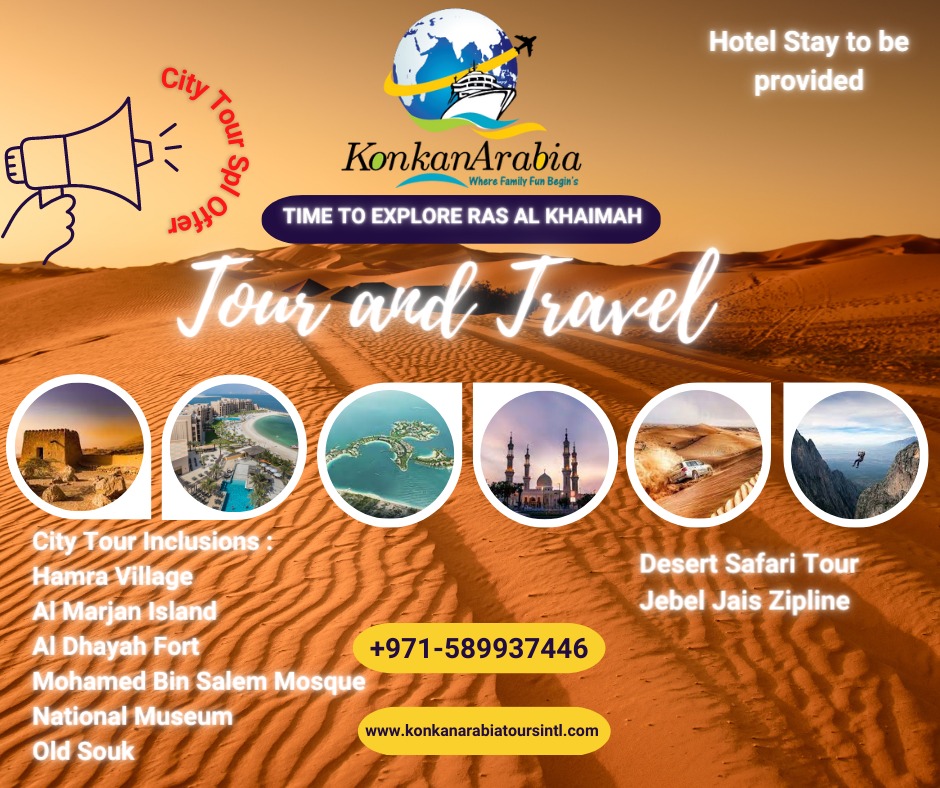 City Tour Spl Offer
KonkanArabia
Where Family Fun Begin's
Hotel Stay to be
provided
TIME TO EXPLORE RAS AL KHAIMAH
Tour and Travel
City Tour Inclusions :
Hamra Village
Al Marjan Island
Al Dhayah Fort
Mohamed Bin Salem Mosque
National Museum
Old Souk
Desert Safari Tour
Jebel Jais Zipline
+971-589937446
www.konkanarabiatoursintl.com